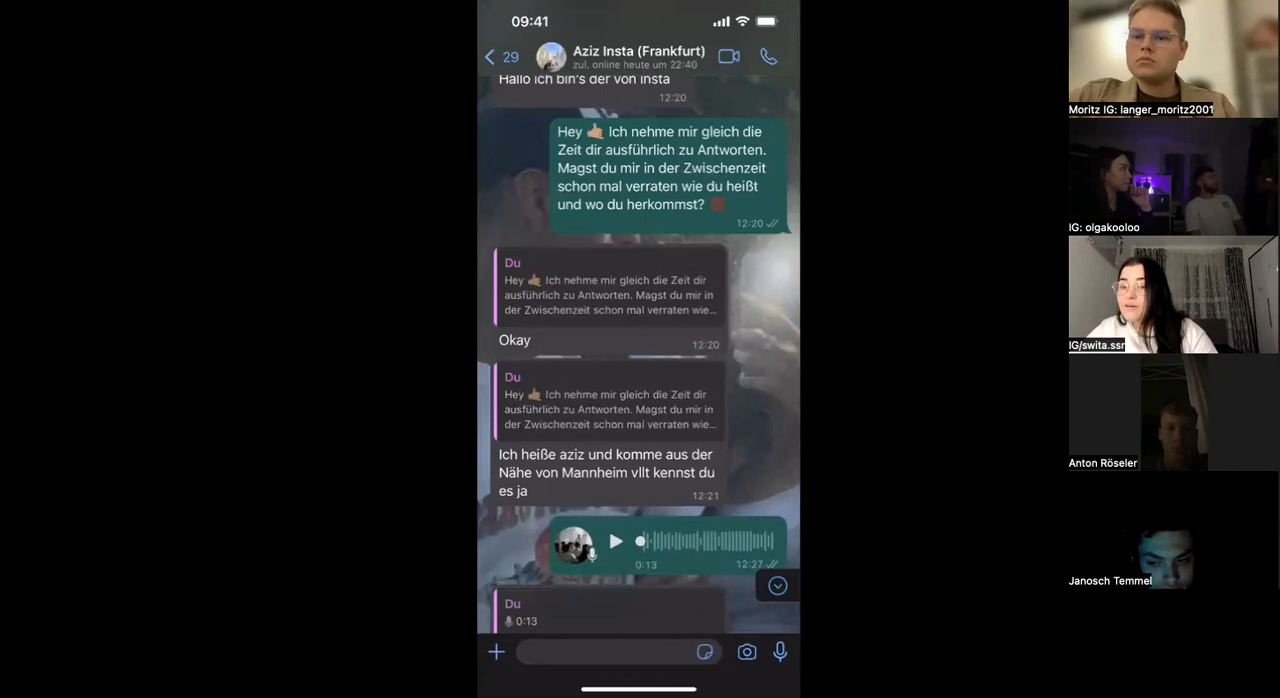 09:41
29
Aziz Insta (Frankfurt)
zul. online heute um 22:40
Hallo ich bin's der von insta
12:20
Hey 🤙🏼 Ich nehme mir gleich die
Zeit dir ausführlich zu Antworten.
Magst du mir in der Zwischenzeit
schon mal verraten wie du heißt
und wo du herkommst? 💯
12:20
Du
Hey 🤙🏼 Ich nehme mir gleich die Zeit dir
ausführlich zu Antworten. Magst du mir in
der Zwischenzeit schon mal verraten wie...
Okay
12:20
Du
Hey 🤙🏼 Ich nehme mir gleich die Zeit dir
ausführlich zu Antworten. Magst du mir in
der Zwischenzeit schon mal verraten wie...
Ich heiße aziz und komme aus der
Nähe von Mannheim vllt kennst du
es ja
12:21
0:13
12:27
Du
0:13
Moritz IG: langer_moritz2001
IG: olgakooloo
IG/swita.ssr
Anton Röseler
Janosch Temmel